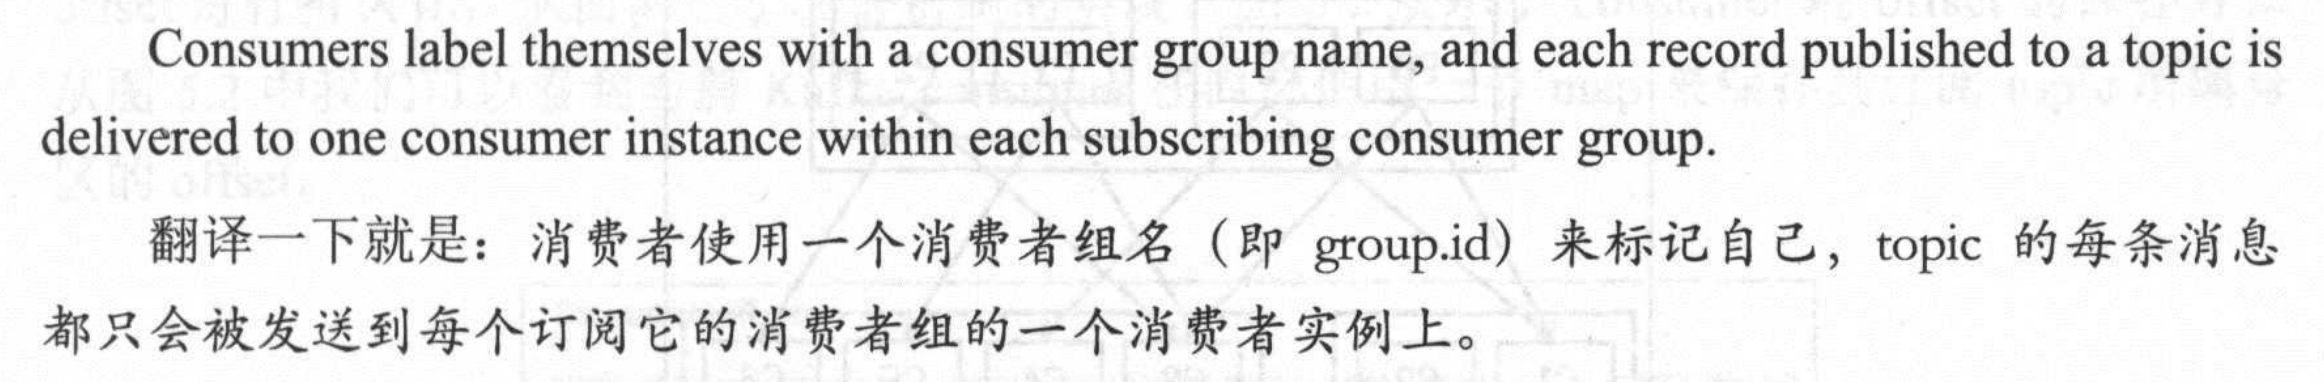 Consumers label themselves with a consumer group name, and each record published to a topic is
delivered to one consumer instance within each subscribing consumer group.
翻译一下就是：消费者使用一个消费者组名（即 group.id）来标记自己，topic 的每条消息
都只会被发送到每个订阅它的消费者组的一个消费者实例上。